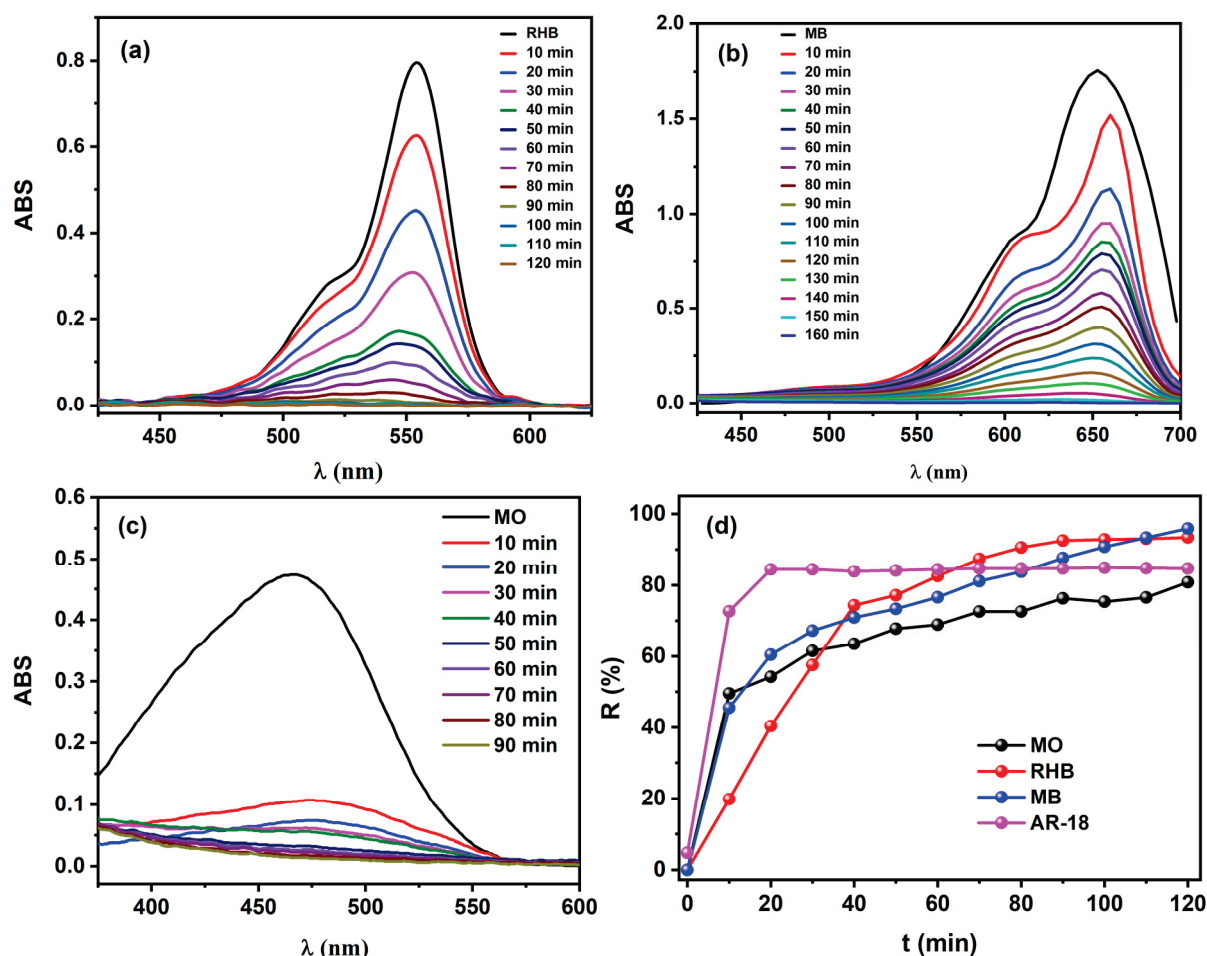 (a)
RHB
10 min
20 min
30 min
40 min
50 min
60 min
70 min
80 min
90 min
100 min
110 min
120 min
0.8
0.6
0.4
0.2
0.0
ABS
450
500
550
600
λ (nm)
(b)
MB
10 min
20 min
30 min
40 min
50 min
60 min
70 min
80 min
90 min
100 min
110 min
120 min
130 min
140 min
150 min
160 min
2.0
1.5
1.0
0.5
0.0
ABS
450
500
550
600
650
700
λ (nm)
(c)
MO
10 min
20 min
30 min
40 min
50 min
60 min
70 min
80 min
90 min
0.6
0.5
0.4
0.3
0.2
0.1
0.0
ABS
400
450
500
550
600
λ (nm)
(d)
MO
RHB
MB
AR-18
100
80
60
40
20
0
R (%)
0
20
40
60
80
100
120
t (min)